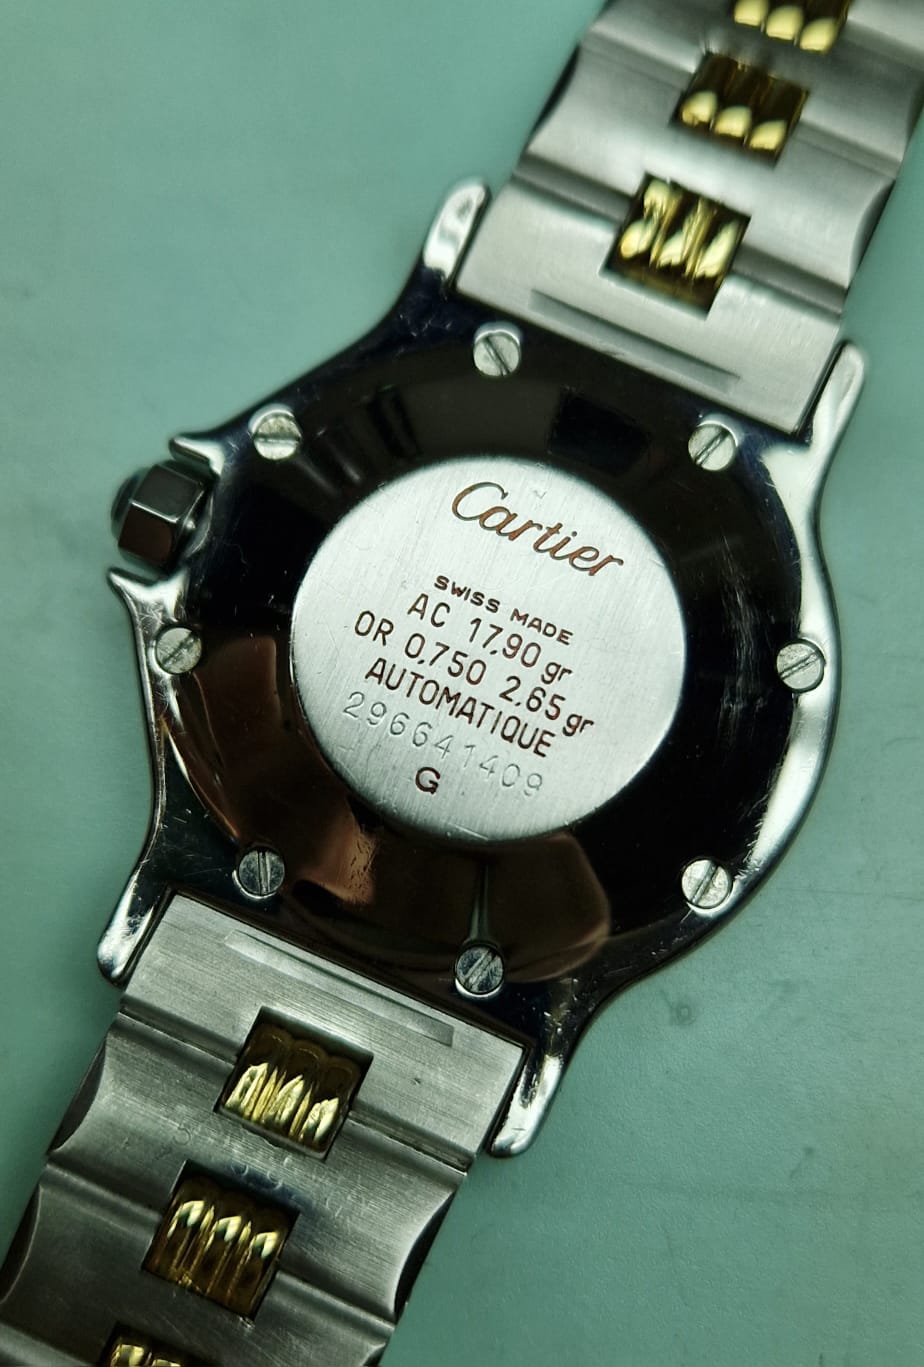 Cartier
SWISS MADE
AC 17,90 gr
OR 0,750 2,65 gr
AUTOMATIQUE
296641409
G